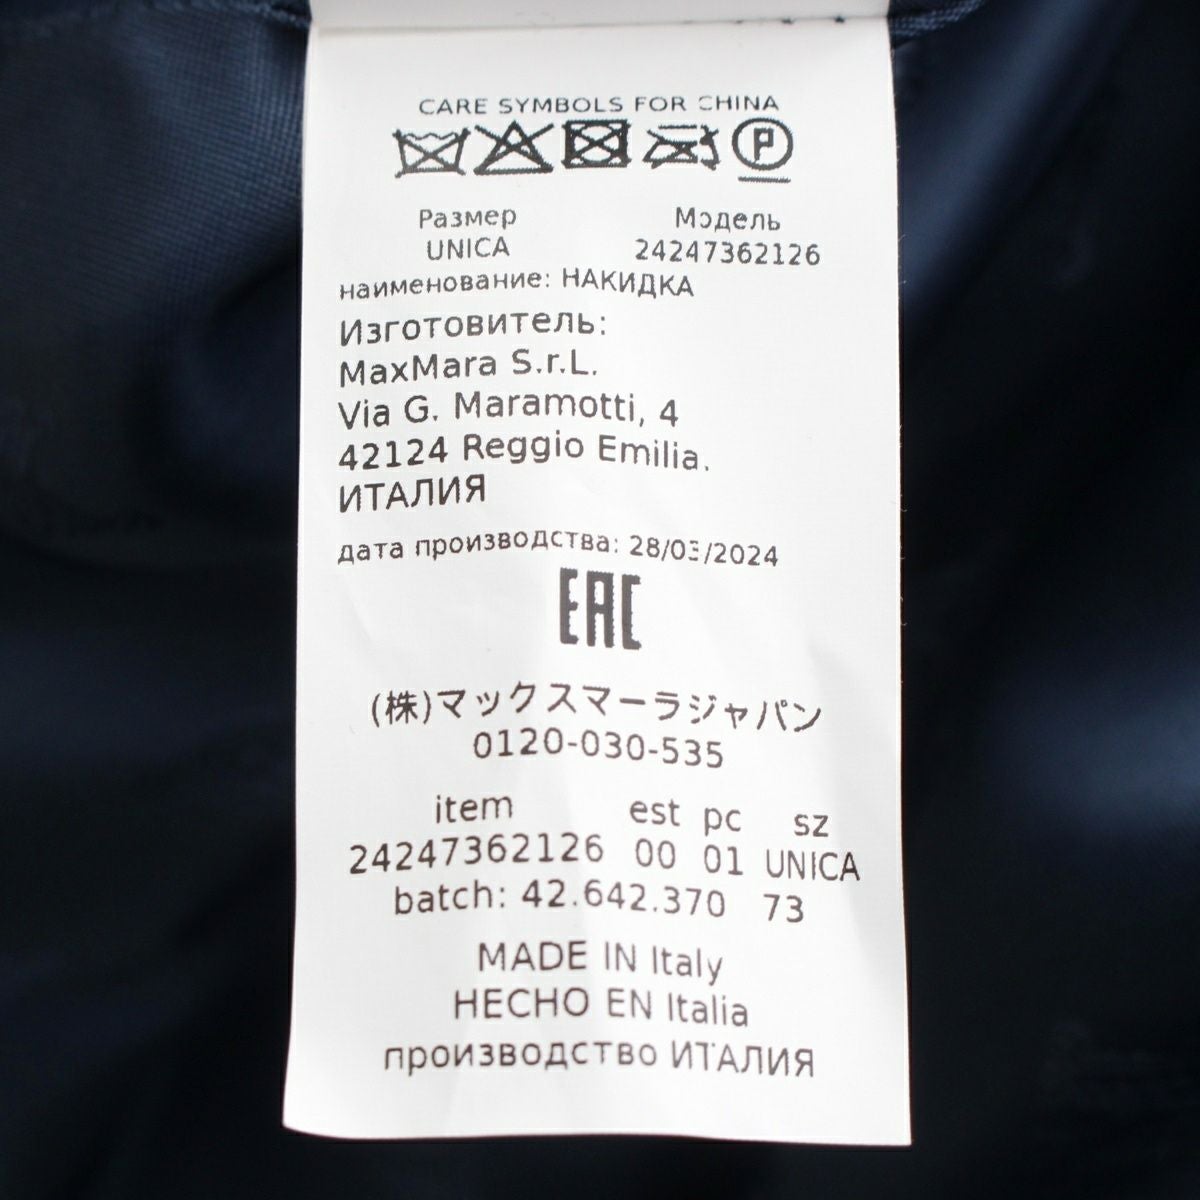 CARE SYMBOLS FOR CHINA
P
Размер Модель
UNICA 24247362126
наименование: НАКИДКА
Изготовитель:
MaxMara S.r.L.
Via G. Maramotti, 4
42124 Reggio Emilia.
ИТАЛИЯ
дата производства: 28/03/2024
EAC
(株)マックスマーラジャパン
0120-030-535
item est pc sz
24247362126 00 01 UNICA
batch: 42.642.370 73
MADE IN Italy
HECHO EN Italia
производство ИТАЛИЯ